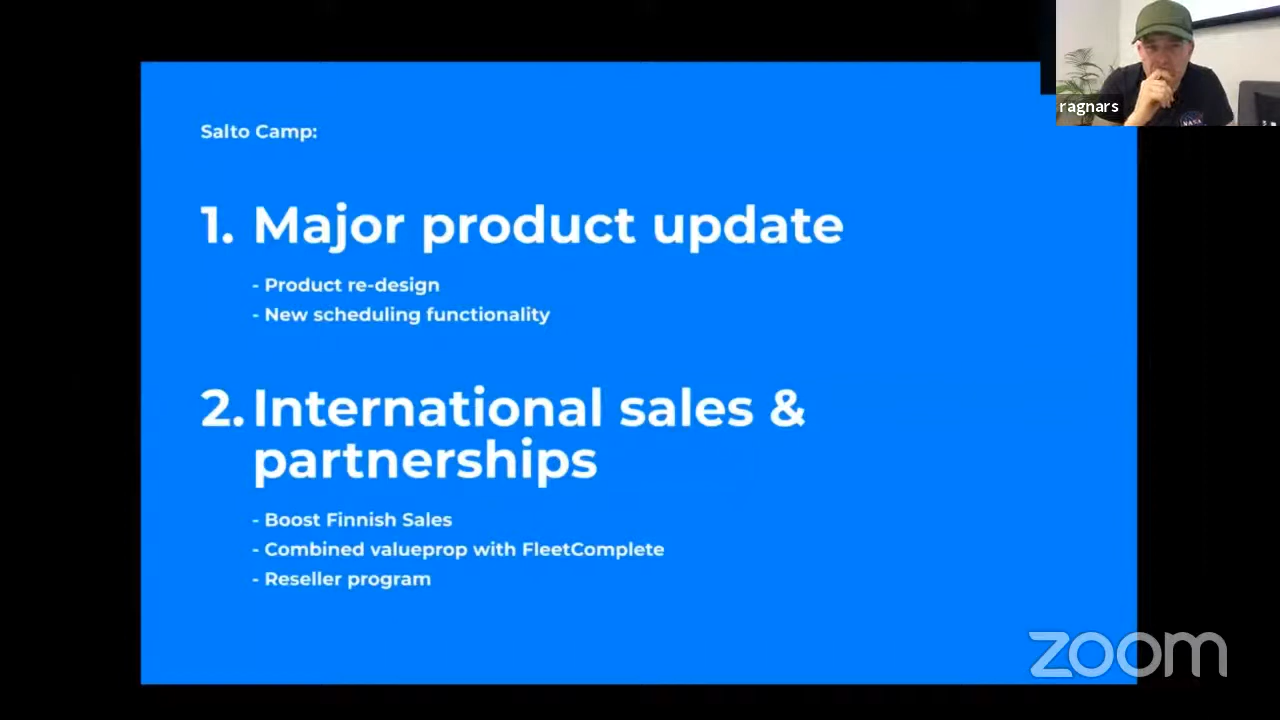 ragnars
Salto Camp:
1. Major product update
- Product re-design
- New scheduling functionality
2. International sales &
partnerships
- Boost Finnish Sales
- Combined valueprop with FleetComplete
- Reseller program
zoom
NASA